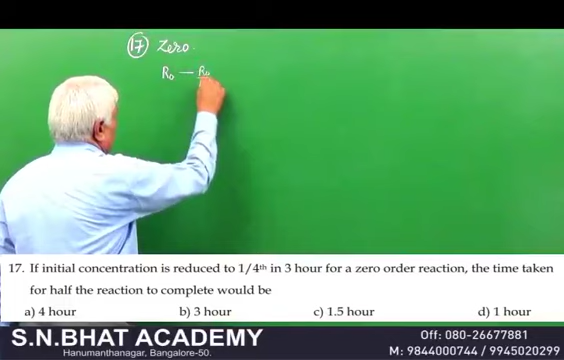 17 Zero.
R₀ — R₀
17. If initial concentration is reduced to 1/4ᵗʰ in 3 hour for a zero order reaction, the time taken
for half the reaction to complete would be
a) 4 hour b) 3 hour c) 1.5 hour d) 1 hour
S.N.BHAT ACADEMY
Hanumanthanagar, Bangalore-50.
Off: 080-26677881
M: 9844000744 / 9945020299